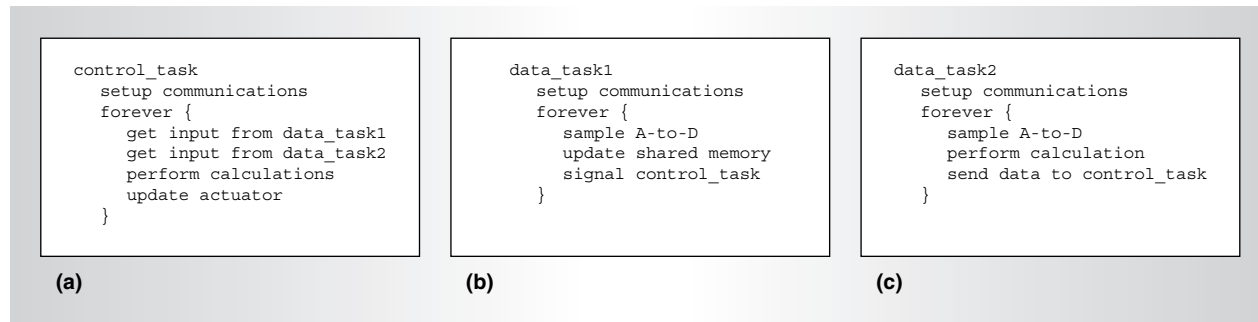 control_task
setup communications
forever {
get input from data_task1
get input from data_task2
perform calculations
update actuator
}
(a)
data_task1
setup communications
forever {
sample A-to-D
update shared memory
signal control_task
}
(b)
data_task2
setup communications
forever {
sample A-to-D
perform calculation
send data to control_task
}
(c)